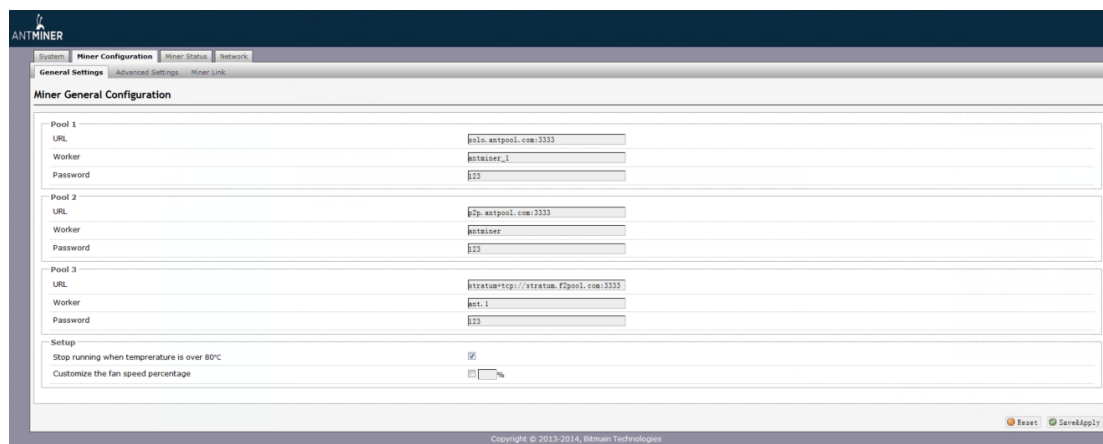 ANTMINER
System Miner Configuration Miner Status Network
General Settings Advanced Settings Miner Link
Miner General Configuration
Pool 1
URL solo.antpool.com:3333
Worker antminer_1
Password 123
Pool 2
URL p2p.antpool.com:3333
Worker antminer
Password 123
Pool 3
URL stratum+tcp://stratum.f2pool.com:3333
Worker ant.1
Password 123
Setup
Stop running when temprerature is over 80°C
Customize the fan speed percentage %
Reset Save&Apply
Copyright © 2013-2014, Bitmain Technologies